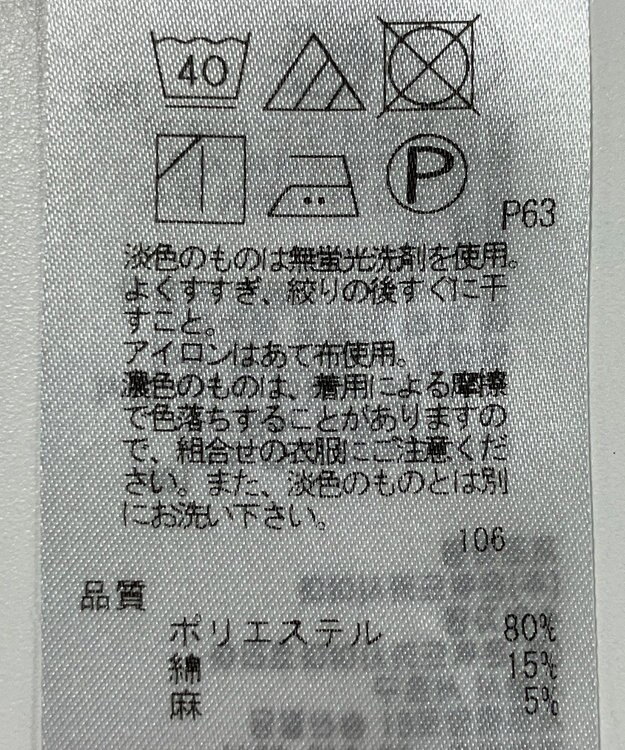 40
P
P63
淡色のものは無蛍光洗剤を使用。
よくすすぎ、絞りの後すぐに干
すこと。
アイロンはあて布使用。
濃色のものは、着用による摩擦
で色落ちすることがありますの
で、組合せの衣服にご注意くだ
さい。また、淡色のものとは別
にお洗い下さい。
106
品質
ポリエステル 80%
綿 15%
麻 5%